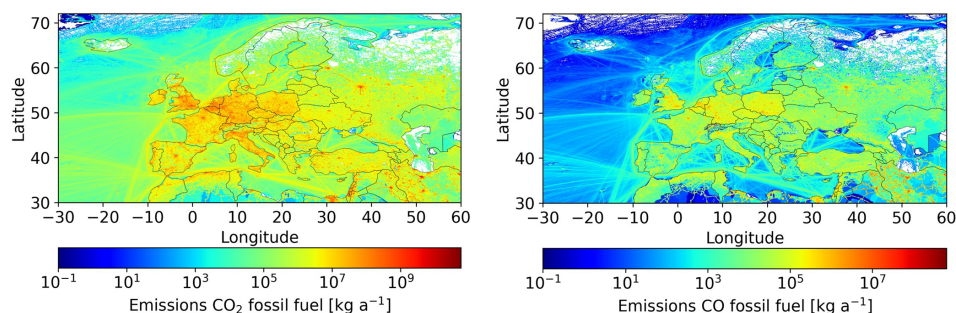 70
60
50
40
30
Latitude
−30 −20 −10 0 10 20 30 40 50 60
Longitude
10⁻¹ 10¹ 10³ 10⁵ 10⁷ 10⁹
Emissions CO₂ fossil fuel [kg a⁻¹]
70
60
50
40
30
Latitude
−30 −20 −10 0 10 20 30 40 50 60
Longitude
10⁻¹ 10¹ 10³ 10⁵ 10⁷
Emissions CO fossil fuel [kg a⁻¹]